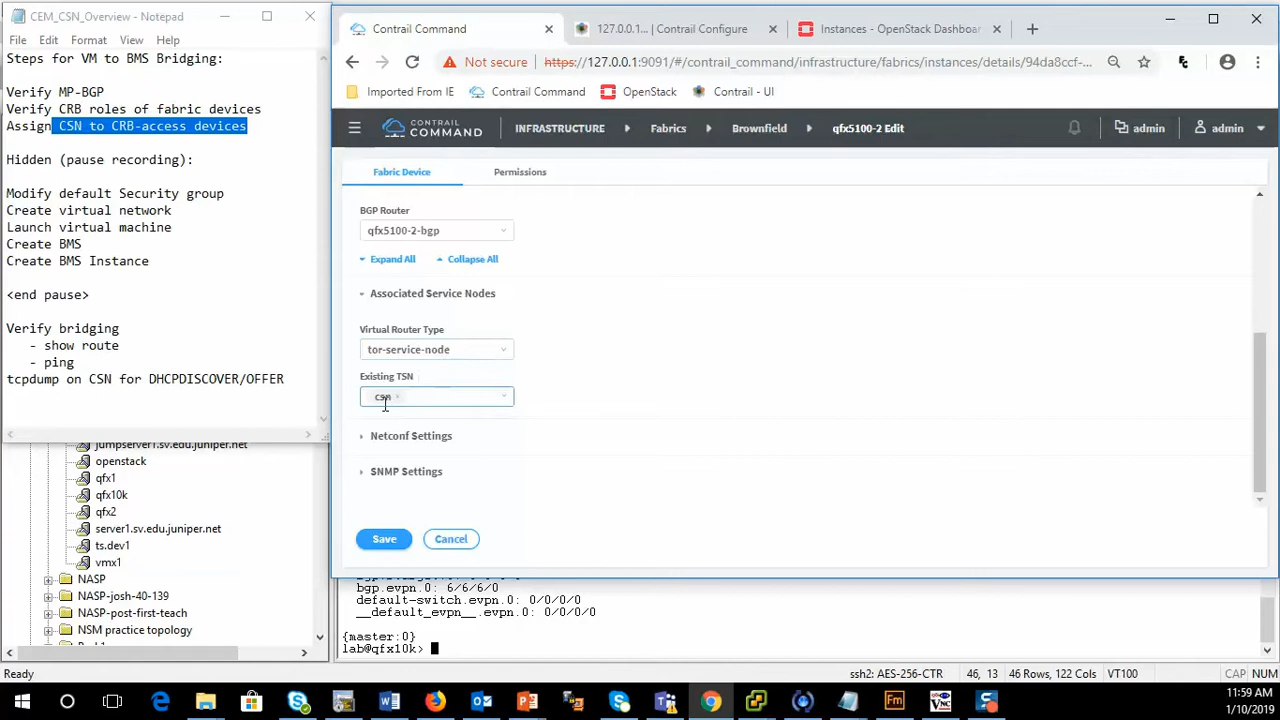 CEM_CSN_Overview - Notepad
File Edit Format View Help
Steps for VM to BMS Bridging:
Verify MP-BGP
Verify CRB roles of fabric devices
Assign CSN to CRB-access devices
Hidden (pause recording):
Modify default Security group
Create virtual network
Launch virtual machine
Create BMS
Create BMS Instance
<end pause>
Verify bridging
- show route
- ping
tcpdump on CSN for DHCPDISCOVER/OFFER
jumpserver1.sv.edu.juniper.net
openstack
qfx1
qfx10k
qfx2
server1.sv.edu.juniper.net
ts.dev1
vmx1
NASP
NASP-josh-40-139
NASP-post-first-teach
NSM practice topology
Contrail Command
127.0.0.1... | Contrail Configure
Instances - OpenStack Dashboa
Not secure https://127.0.0.1:9091/#/contrail_command/infrastructure/fabrics/instances/details/94da8ccf-...
Imported From IE Contrail Command OpenStack Contrail - UI
CONTRAIL COMMAND
INFRASTRUCTURE Fabrics Brownfield qfx5100-2 Edit
admin admin
Fabric Device Permissions
BGP Router
qfx5100-2-bgp
Expand All Collapse All
Associated Service Nodes
Virtual Router Type
tor-service-node
Existing TSN
csn ×
Netconf Settings
SNMP Settings
Save Cancel
bgp.evpn.0: 6/6/6/0
default-switch.evpn.0: 0/0/0/0
__default_evpn__.evpn.0: 0/0/0/0
{master:0}
lab@qfx10k>
Ready ssh2: AES-256-CTR 46, 13 46 Rows, 122 Cols VT100 CAP NUM
11:59 AM
1/10/2019